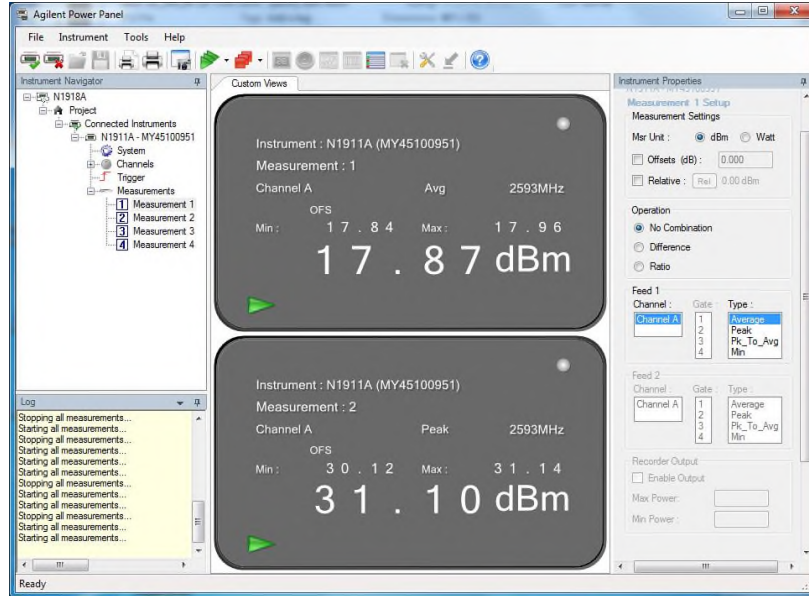 Agilent Power Panel
File Instrument Tools Help
Instrument Navigator
N1918A
Project
Connected Instruments
N1911A - MY45100951
System
Channels
Trigger
Measurements
1 Measurement 1
2 Measurement 2
3 Measurement 3
4 Measurement 4
Log
Stopping all measurements...
Starting all measurements...
Stopping all measurements...
Starting all measurements...
Starting all measurements...
Starting all measurements...
Stopping all measurements...
Starting all measurements...
Starting all measurements...
Stopping all measurements...
Starting all measurements...
Starting all measurements...
Custom Views
Instrument : N1911A (MY45100951)
Measurement : 1
Channel A Avg 2593MHz
OFS
Min : 17.84 Max : 17.96
17.87 dBm
Instrument : N1911A (MY45100951)
Measurement : 2
Channel A Peak 2593MHz
OFS
Min : 30.12 Max : 31.14
31.10 dBm
Instrument Properties
Measurement 1 Setup
Measurement Settings
Msr Unit : dBm Watt
Offsets (dB) : 0.000
Relative : Rel 0.00 dBm
Operation
No Combination
Difference
Ratio
Feed 1
Channel : Gate : Type :
Channel A 1 Average
2 Peak
3 Pk_To_Avg
4 Min
Feed 2
Channel : Gate : Type :
Channel A 1 Average
2 Peak
3 Pk_To_Avg
4 Min
Recorder Output
Enable Output
Max Power:
Min Power :
Ready